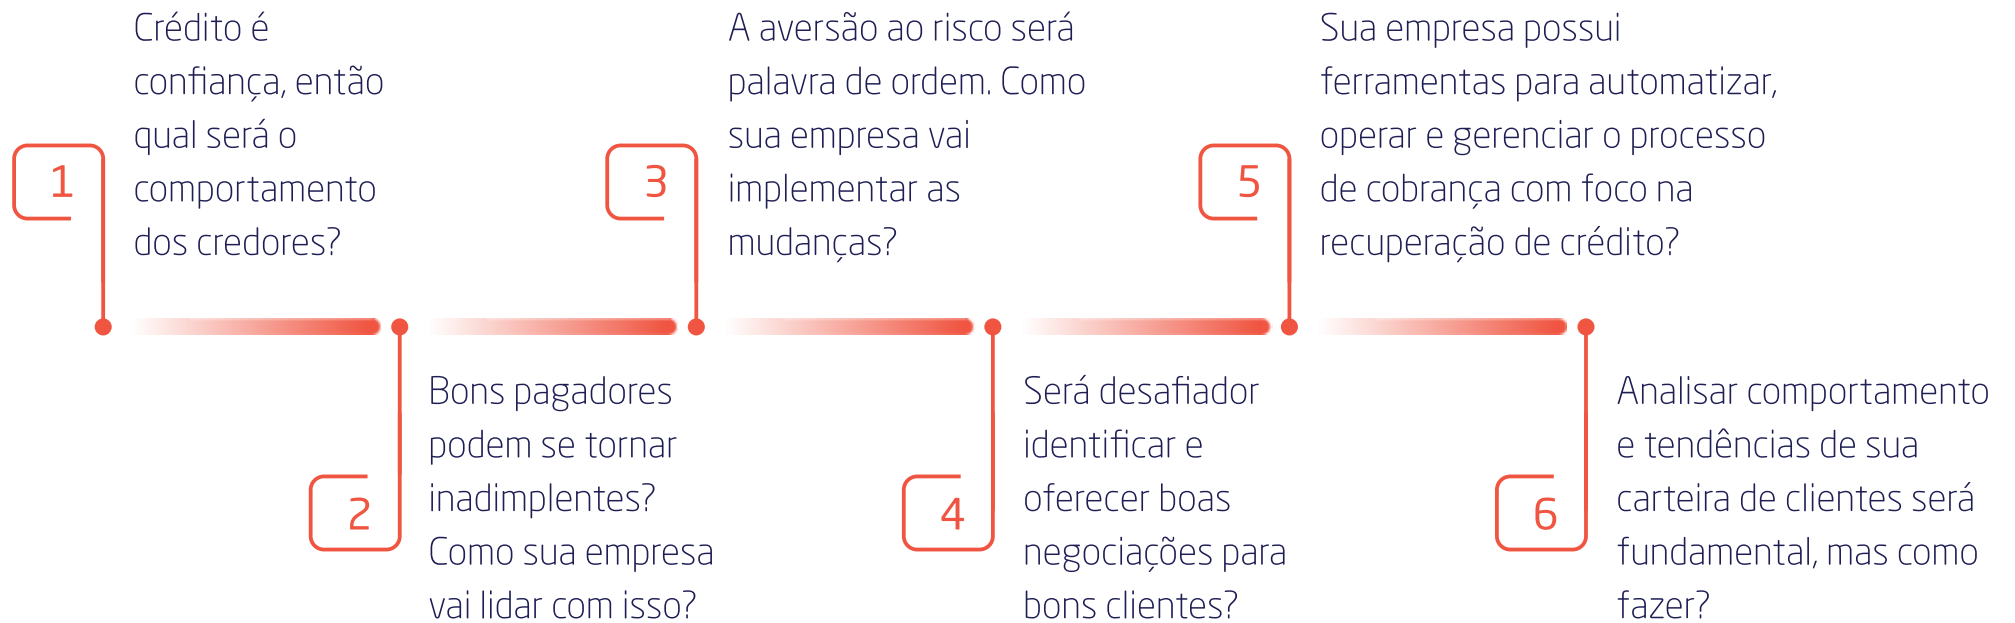 1
Crédito é
confiança, então
qual será o
comportamento
dos credores?
2
Bons pagadores
podem se tornar
inadimplentes?
Como sua empresa
vai lidar com isso?
3
A aversão ao risco será
palavra de ordem. Como
sua empresa vai
implementar as
mudanças?
4
Será desafiador
identificar e
oferecer boas
negociações para
bons clientes?
5
Sua empresa possui
ferramentas para automatizar,
operar e gerenciar o processo
de cobrança com foco na
recuperação de crédito?
6
Analisar comportamento
e tendências de sua
carteira de clientes será
fundamental, mas como
fazer?